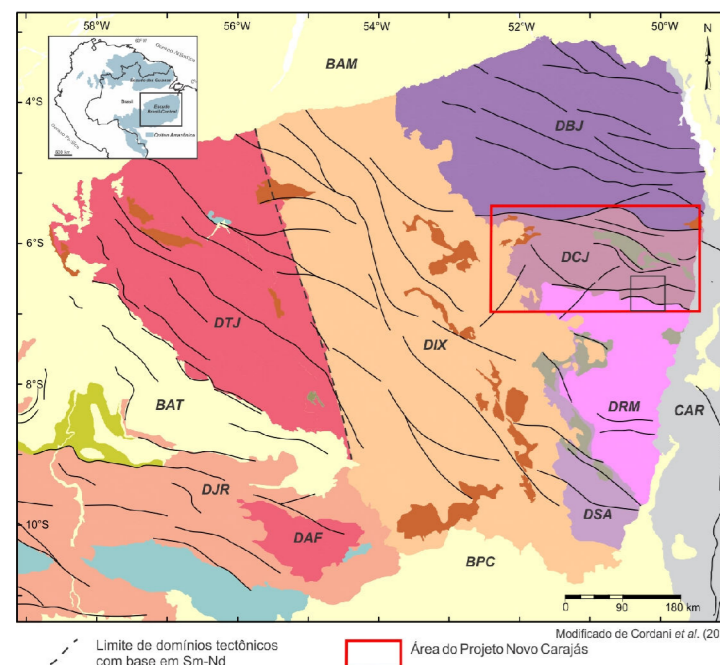 58°W 56°W 54°W 52°W 50°W
N
BAM
4°S
Brasil
Cráton Amazônico
500 km
DBJ
6°S
DCJ
DTJ
DIX
8°S
BAT
DRM
CAR
DJR
DSA
10°S
DAF
BPC
0 90 180 km
Modificado de Cordani et al. (20
Limite de domínios tectônicos
com base em Sm-Nd
Área do Projeto Novo Carajás